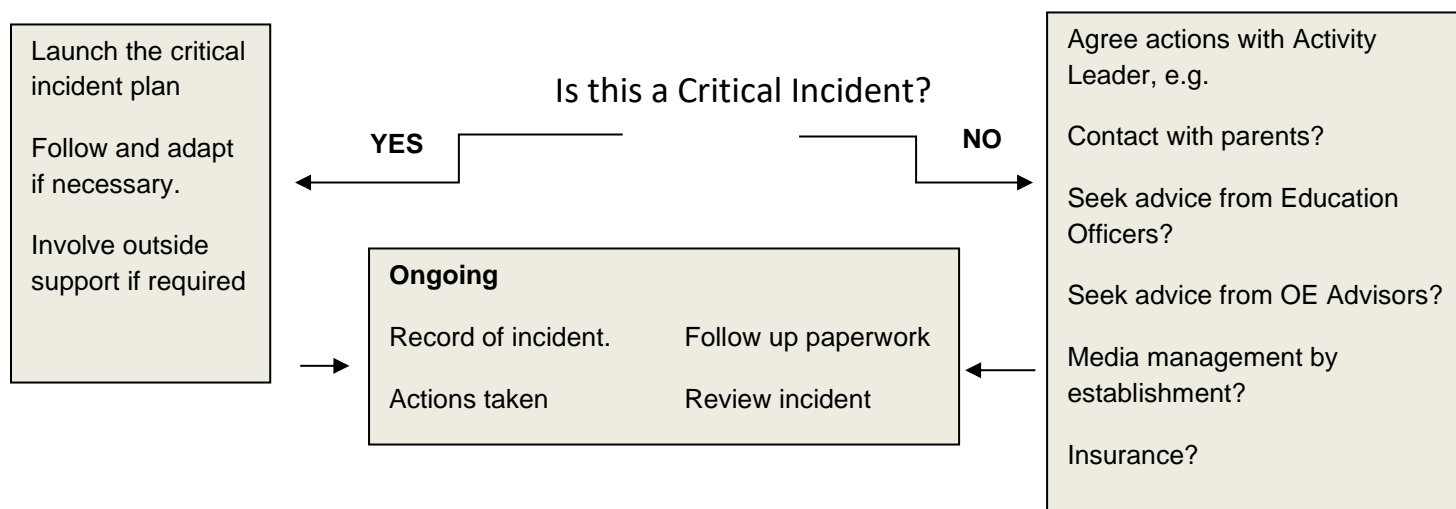 Is this a Critical Incident?
YES
NO
Launch the critical
incident plan
Follow and adapt
if necessary.
Involve outside
support if required
Agree actions with Activity
Leader, e.g.
Contact with parents?
Seek advice from Education
Officers?
Seek advice from OE Advisors?
Media management by
establishment?
Insurance?
Ongoing
Record of incident.
Follow up paperwork
Actions taken
Review incident